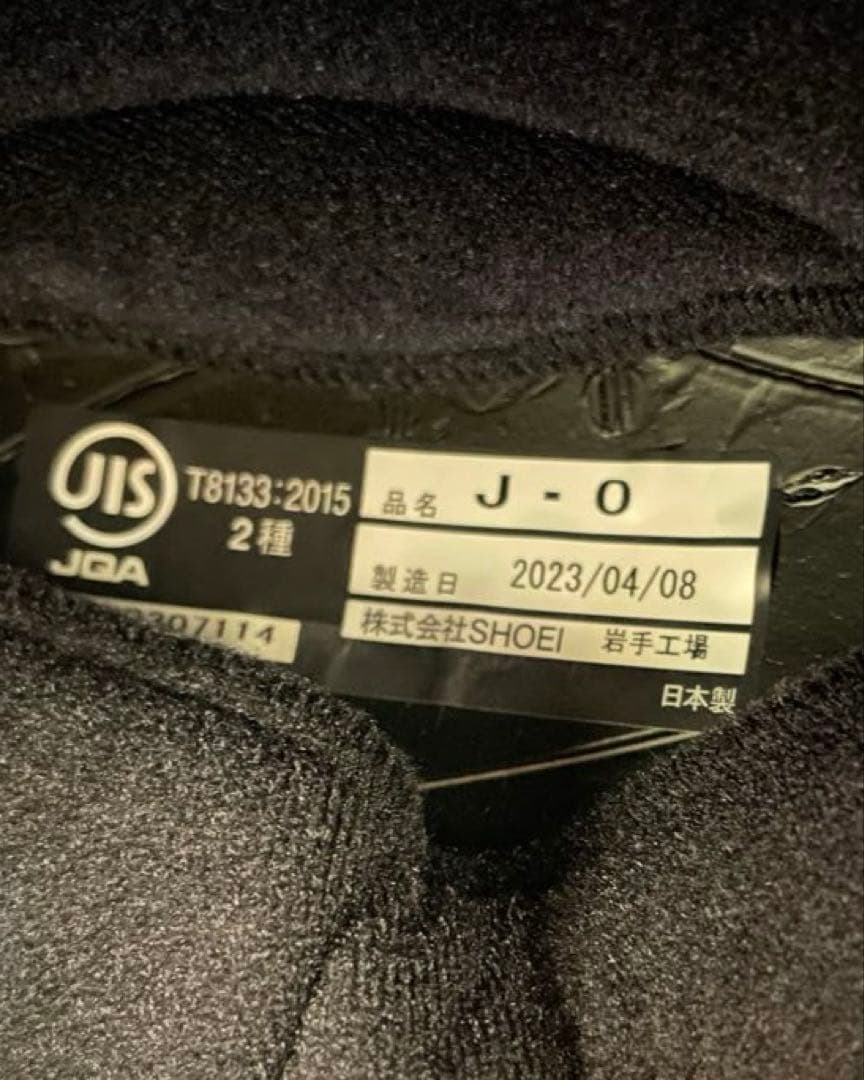 JIS
T8133:2015
2種
JQA
307114
品名 J - O
製造日 2023/04/08
株式会社SHOEI 岩手工場
日本製